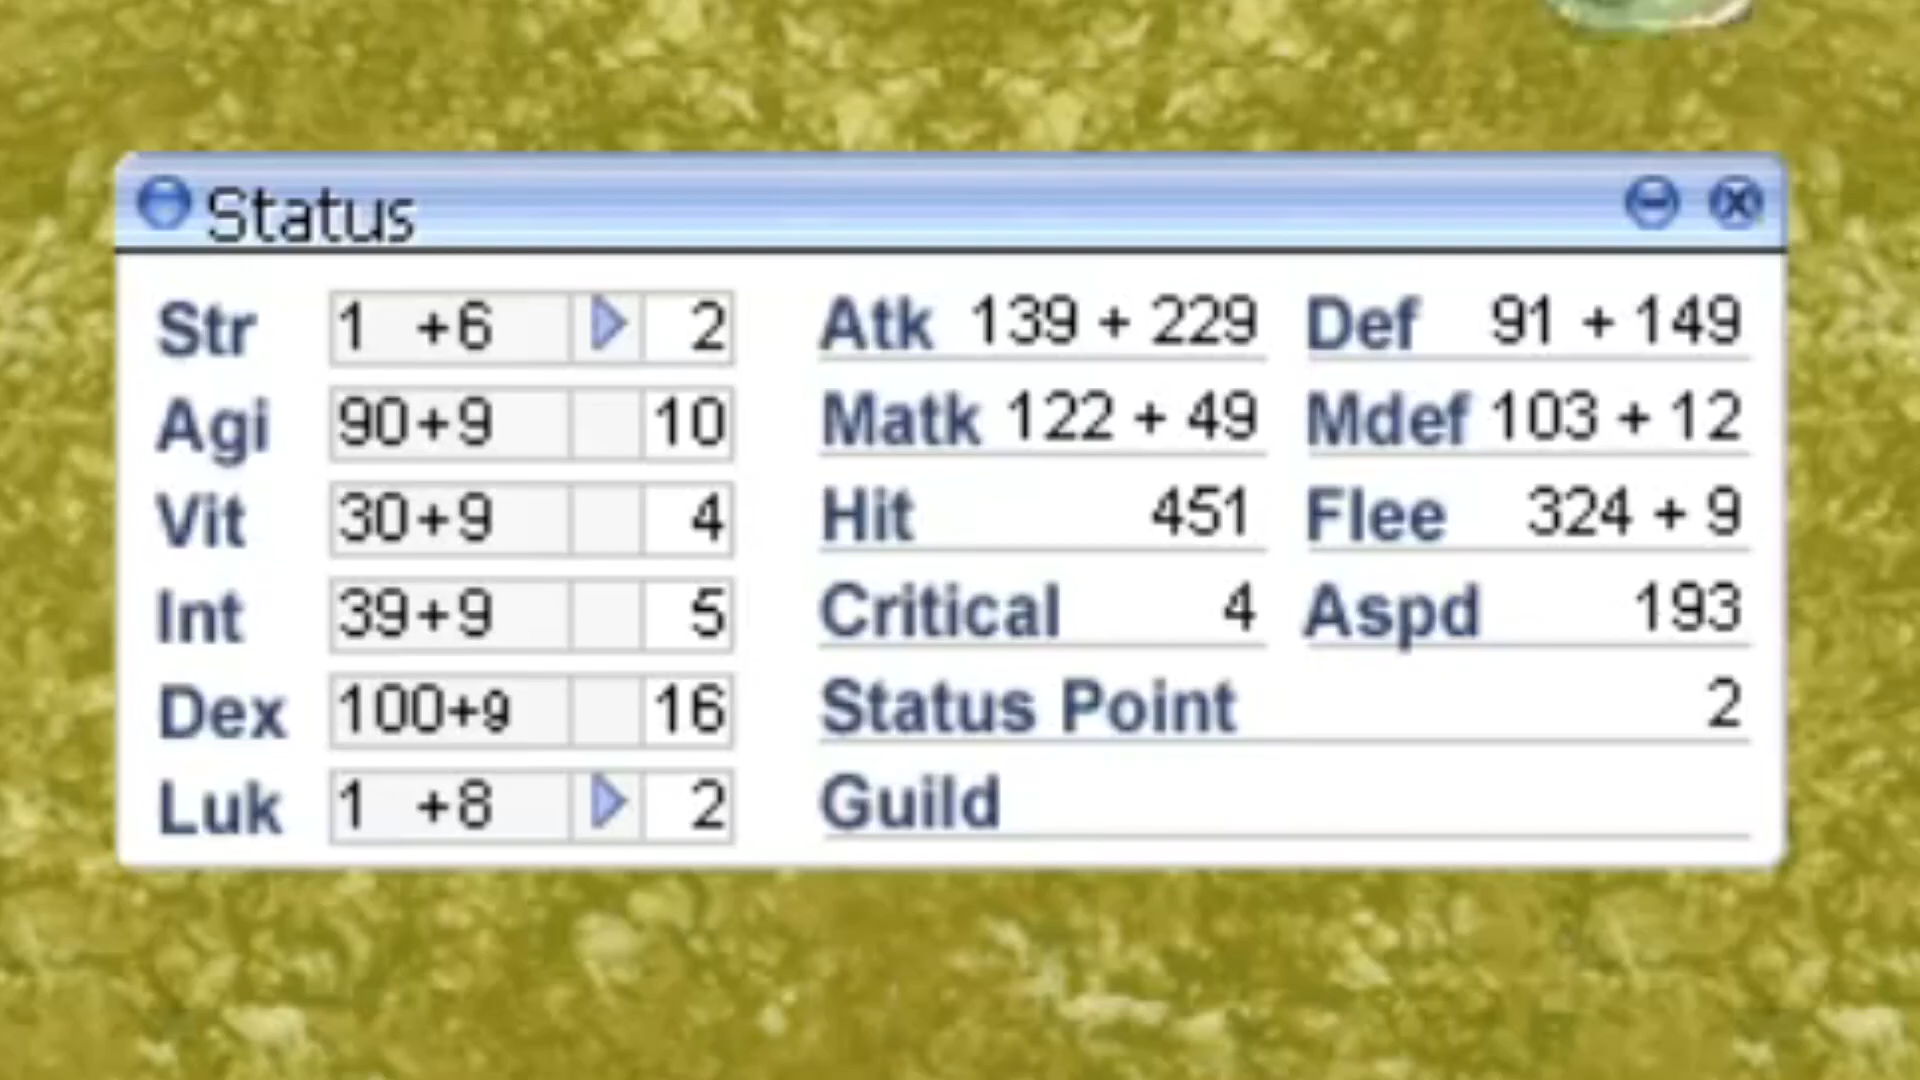 Status
Str 1 +6 2 Atk 139 + 229 Def 91 + 149
Agi 90+9 10 Matk 122 + 49 Mdef 103 + 12
Vit 30+9 4 Hit 451 Flee 324 + 9
Int 39+9 5 Critical 4 Aspd 193
Dex 100+9 16 Status Point 2
Luk 1 +8 2 Guild